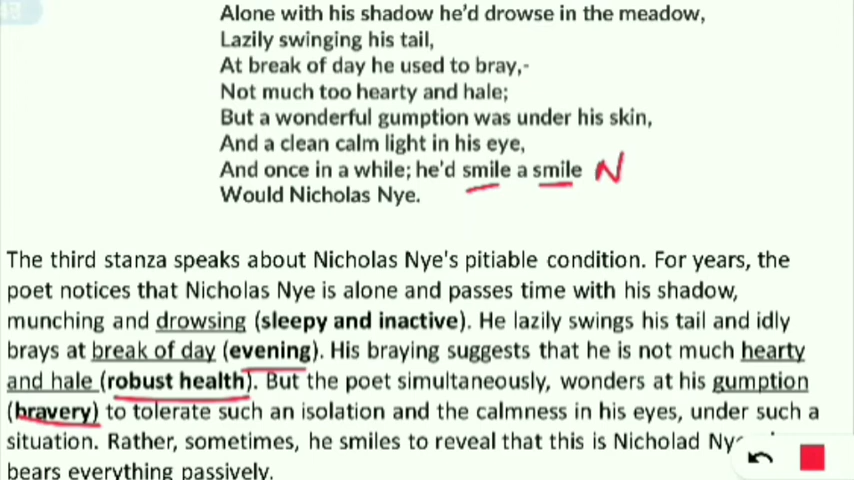 Alone with his shadow he'd drowse in the meadow,
Lazily swinging his tail,
At break of day he used to bray,-
Not much too hearty and hale;
But a wonderful gumption was under his skin,
And a clean calm light in his eye,
And once in a while; he'd smile a smile N
Would Nicholas Nye.
The third stanza speaks about Nicholas Nye's pitiable condition. For years, the
poet notices that Nicholas Nye is alone and passes time with his shadow,
munching and drowsing (sleepy and inactive). He lazily swings his tail and idly
brays at break of day (evening). His braying suggests that he is not much hearty
and hale (robust health). But the poet simultaneously, wonders at his gumption
(bravery) to tolerate such an isolation and the calmness in his eyes, under such a
situation. Rather, sometimes, he smiles to reveal that this is Nicholad
bears everything passively.